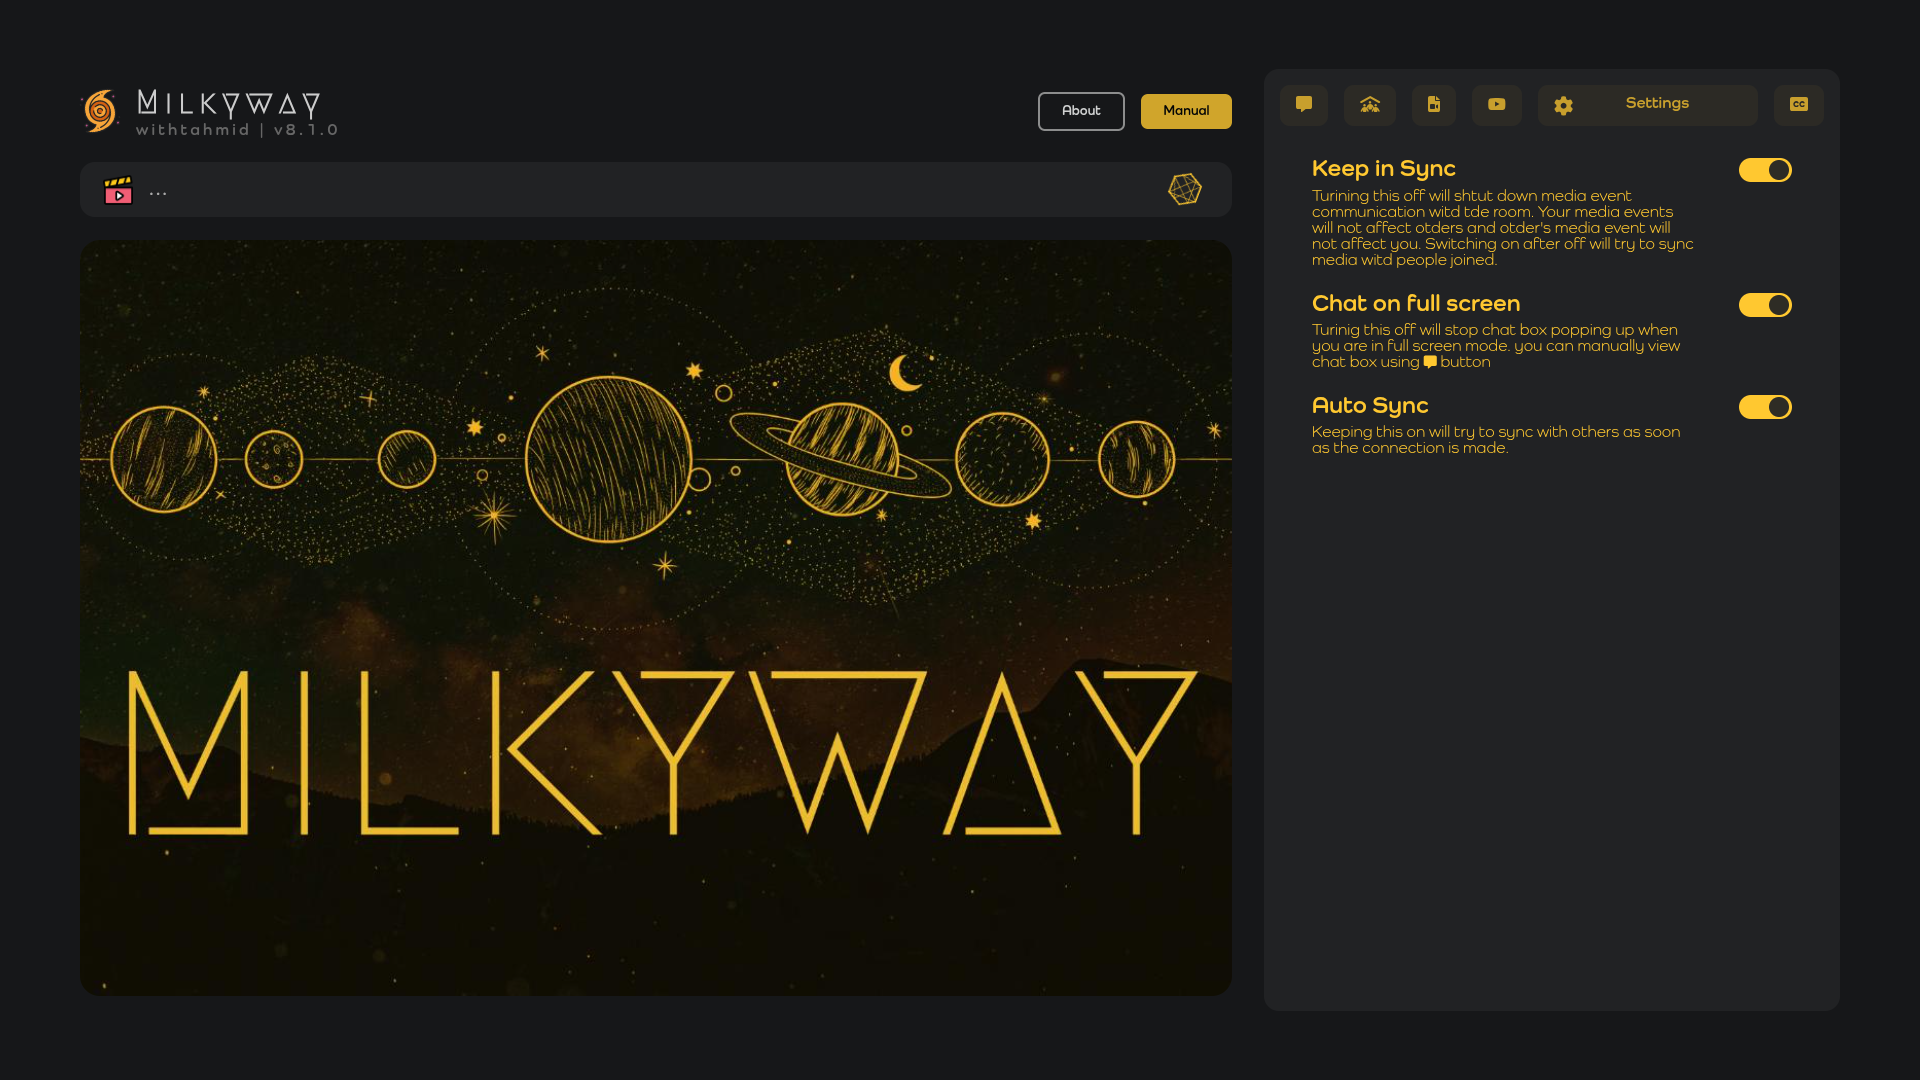 MILKYWAY
withtahmid | v8.1.0
About
Manual
...
MILKYWAY
Settings
CC
Keep in Sync
Turining this off will shtut down media event
communication witd tde room. Your media events
will not affect otders and otder's media event will
not affect you. Switching on after off will try to sync
media witd people joined.
Chat on full screen
Turinig this off will stop chat box popping up when
you are in full screen mode. you can manually view
chat box using button
Auto Sync
Keeping this on will try to sync with others as soon
as the connection is made.